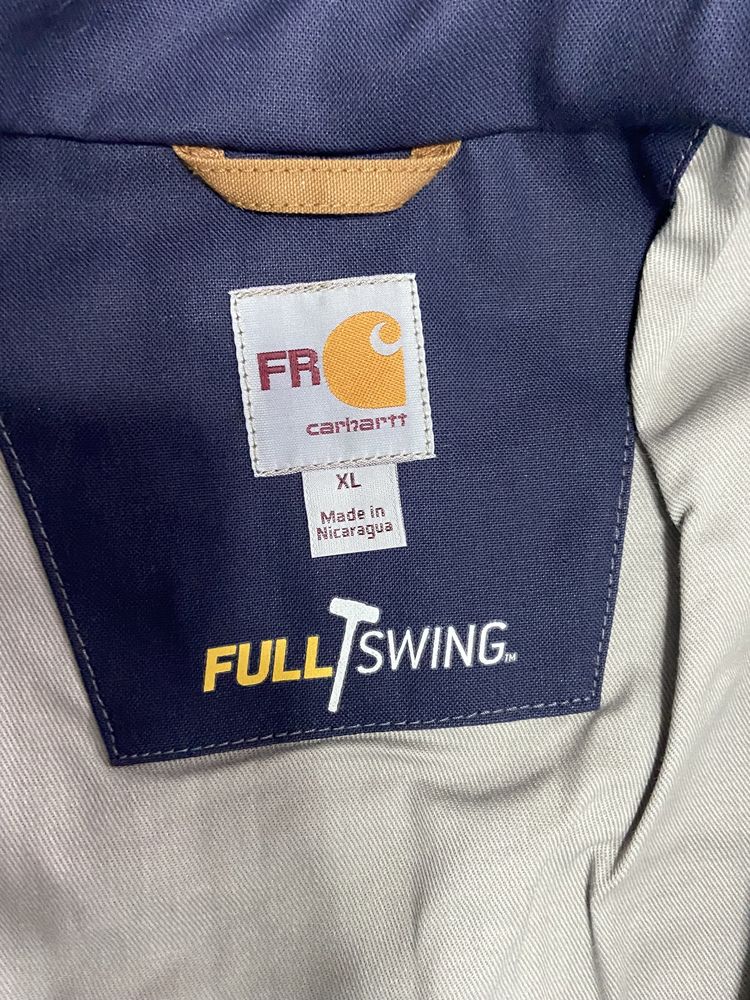 FR
carhartt
XL
Made in
Nicaragua
FULL SWING™